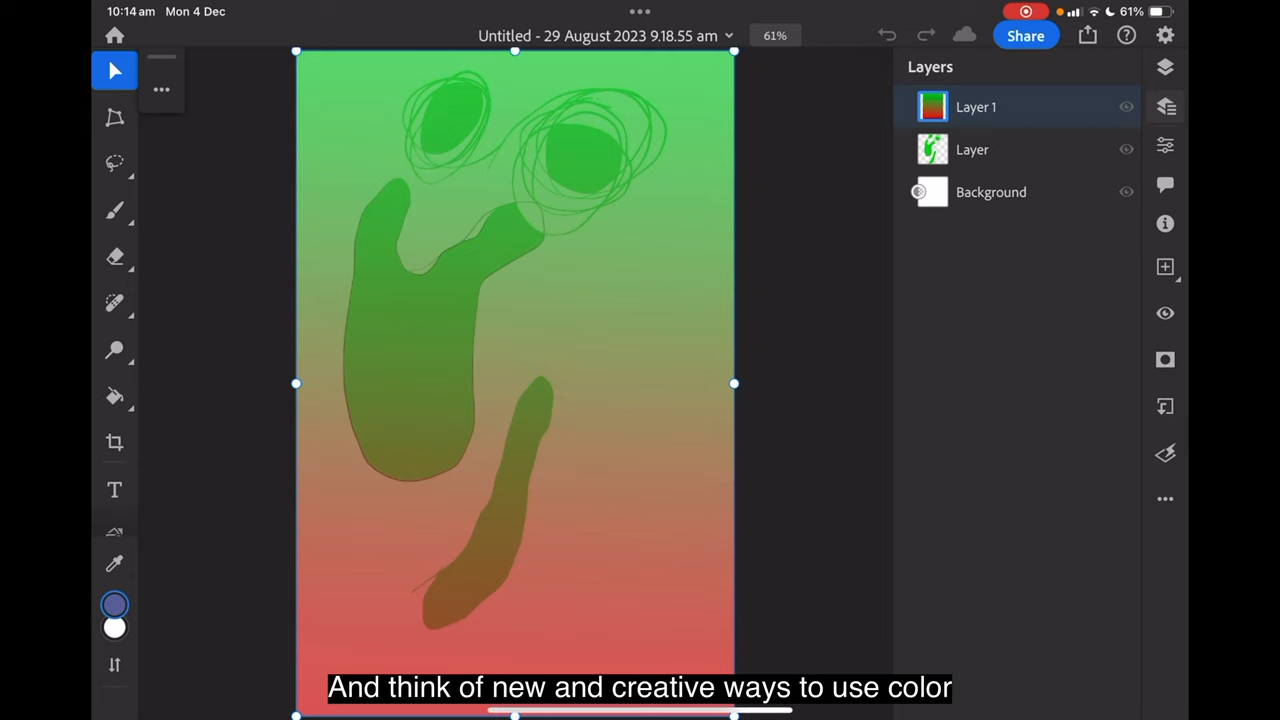 10:14 am Mon 4 Dec
61%
Untitled - 29 August 2023 9.18.55 am
61%
Share
Layers
Layer 1
Layer
Background
T
And think of new and creative ways to use color